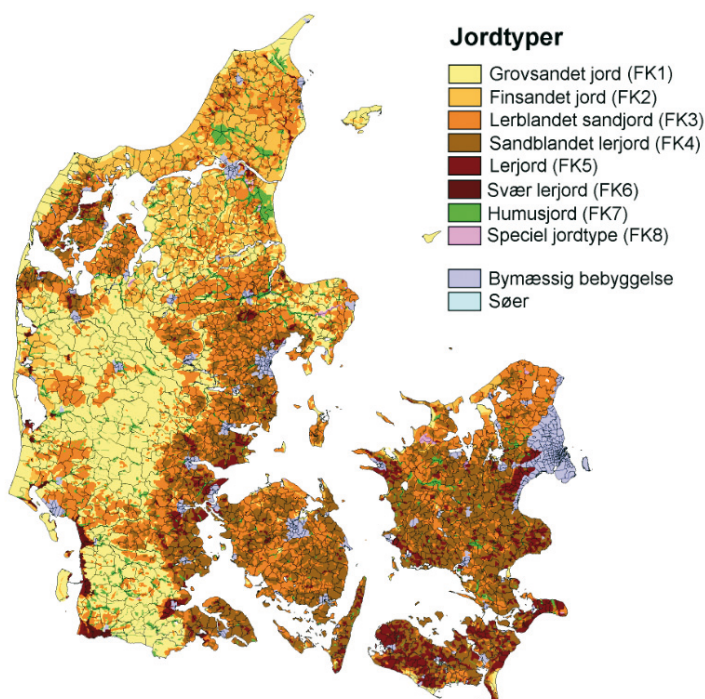 Jordtyper
Grovsandet jord (FK1)
Finsandet jord (FK2)
Lerblandet sandjord (FK3)
Sandblandet lerjord (FK4)
Lerjord (FK5)
Svær lerjord (FK6)
Humusjord (FK7)
Speciel jordtype (FK8)
Bymæssig bebyggelse
Søer